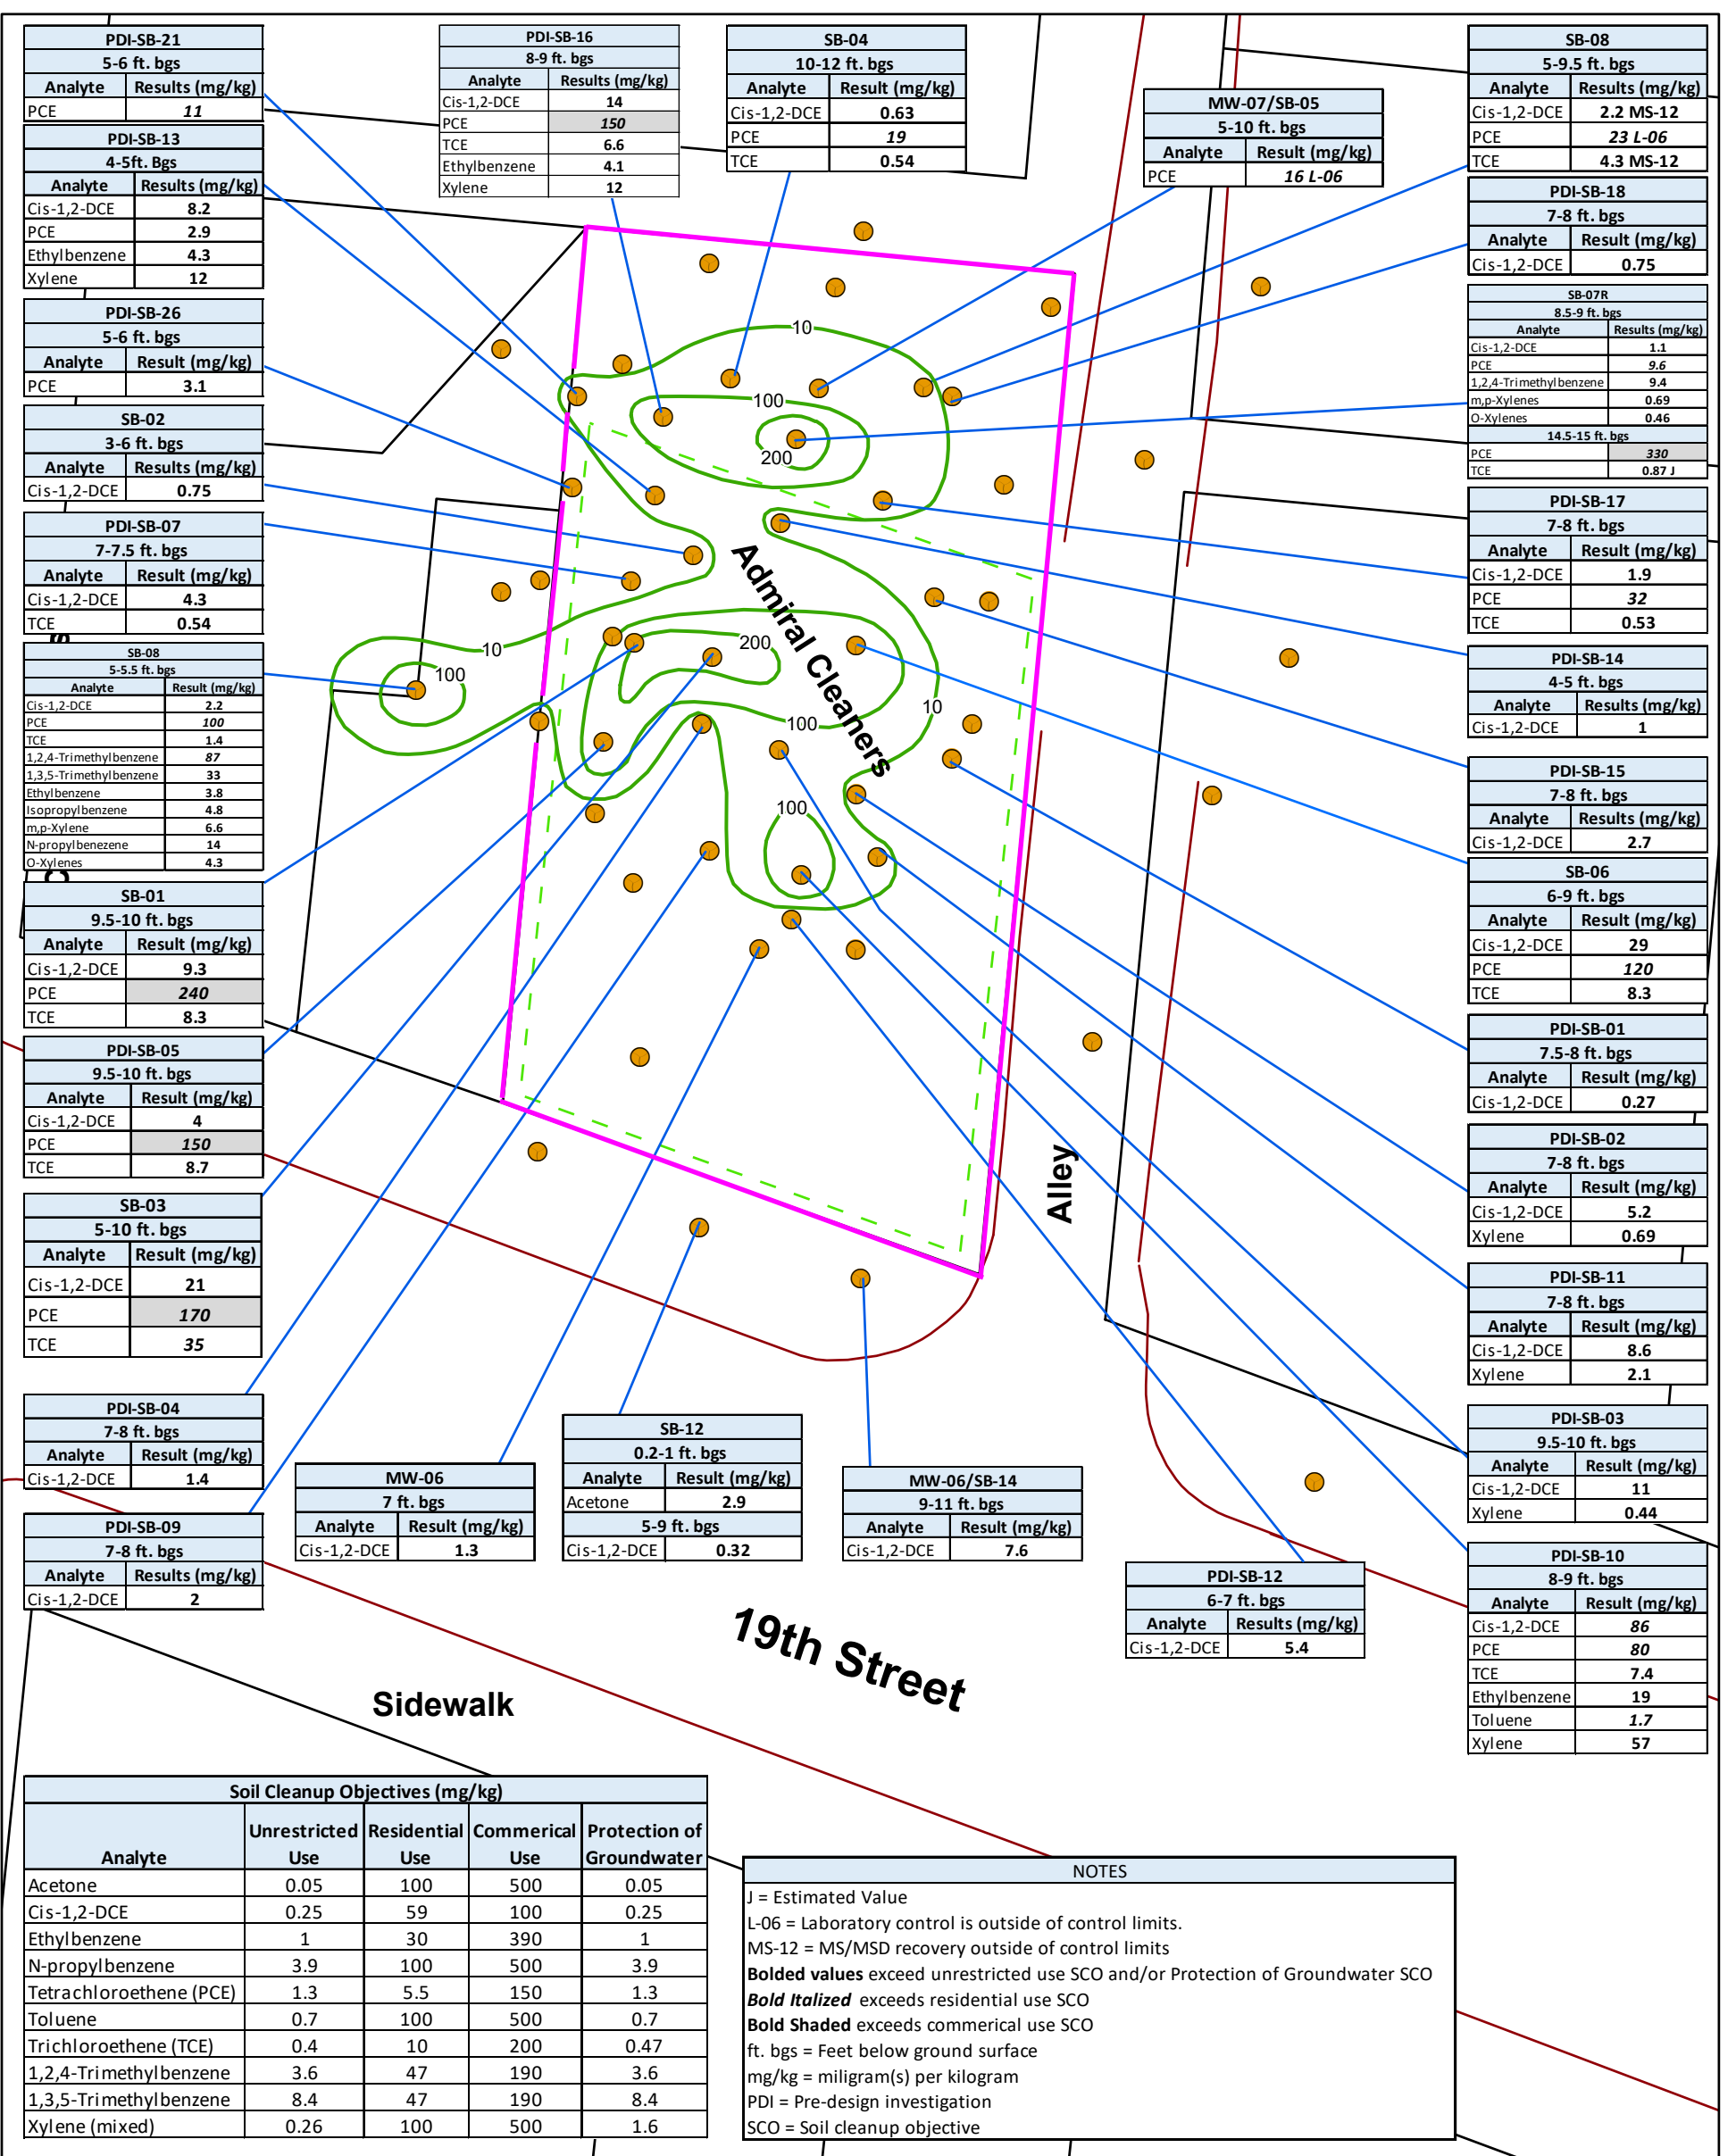 PDI-SB-21
5-6 ft. bgs
Analyte Results (mg/kg)
PCE 11
PDI-SB-13
4-5ft. Bgs
Analyte Results (mg/kg)
Cis-1,2-DCE 8.2
PCE 2.9
Ethylbenzene 4.3
Xylene 12
PDI-SB-26
5-6 ft. bgs
Analyte Result (mg/kg)
PCE 3.1
SB-02
3-6 ft. bgs
Analyte Results (mg/kg)
Cis-1,2-DCE 0.75
PDI-SB-07
7-7.5 ft. bgs
Analyte Result (mg/kg)
Cis-1,2-DCE 4.3
TCE 0.54
SB-08
5-5.5 ft. bgs
Analyte Result (mg/kg)
Cis-1,2-DCE 2.2
PCE 100
TCE 1.4
1,2,4-Trimethylbenzene 87
1,3,5-Trimethylbenzene 33
Ethylbenzene 3.8
Isopropylbenzene 4.8
m,p-Xylene 6.6
N-propylbenezene 14
O-Xylenes 4.3
SB-01
9.5-10 ft. bgs
Analyte Result (mg/kg)
Cis-1,2-DCE 9.3
PCE 240
TCE 8.3
PDI-SB-05
9.5-10 ft. bgs
Analyte Result (mg/kg)
Cis-1,2-DCE 4
PCE 150
TCE 8.7
SB-03
5-10 ft. bgs
Analyte Result (mg/kg)
Cis-1,2-DCE 21
PCE 170
TCE 35
PDI-SB-04
7-8 ft. bgs
Analyte Result (mg/kg)
Cis-1,2-DCE 1.4
PDI-SB-09
7-8 ft. bgs
Analyte Results (mg/kg)
Cis-1,2-DCE 2
PDI-SB-16
8-9 ft. bgs
Analyte Results (mg/kg)
Cis-1,2-DCE 14
PCE 150
TCE 6.6
Ethylbenzene 4.1
Xylene 12
SB-04
10-12 ft. bgs
Analyte Result (mg/kg)
Cis-1,2-DCE 0.63
PCE 19
TCE 0.54
MW-07/SB-05
5-10 ft. bgs
Analyte Result (mg/kg)
PCE 16 L-06
10
100
200
10
100
200
100
10
100
Admiral Cleaners
Alley
MW-06
7 ft. bgs
Analyte Result (mg/kg)
Cis-1,2-DCE 1.3
SB-12
0.2-1 ft. bgs
Analyte Result (mg/kg)
Acetone 2.9
5-9 ft. bgs
Cis-1,2-DCE 0.32
MW-06/SB-14
9-11 ft. bgs
Analyte Result (mg/kg)
Cis-1,2-DCE 7.6
PDI-SB-12
6-7 ft. bgs
Analyte Results (mg/kg)
Cis-1,2-DCE 5.4
SB-08
5-9.5 ft. bgs
Analyte Results (mg/kg)
Cis-1,2-DCE 2.2 MS-12
PCE 23 L-06
TCE 4.3 MS-12
PDI-SB-18
7-8 ft. bgs
Analyte Result (mg/kg)
Cis-1,2-DCE 0.75
SB-07R
8.5-9 ft. bgs
Analyte Results (mg/kg)
Cis-1,2-DCE 1.1
PCE 9.6
1,2,4-Trimethylbenzene 9.4
m,p-Xylenes 0.69
O-Xylenes 0.46
14.5-15 ft. bgs
PCE 330
TCE 0.87 J
PDI-SB-17
7-8 ft. bgs
Analyte Result (mg/kg)
Cis-1,2-DCE 1.9
PCE 32
TCE 0.53
PDI-SB-14
4-5 ft. bgs
Analyte Results (mg/kg)
Cis-1,2-DCE 1
PDI-SB-15
7-8 ft. bgs
Analyte Results (mg/kg)
Cis-1,2-DCE 2.7
SB-06
6-9 ft. bgs
Analyte Result (mg/kg)
Cis-1,2-DCE 29
PCE 120
TCE 8.3
PDI-SB-01
7.5-8 ft. bgs
Analyte Result (mg/kg)
Cis-1,2-DCE 0.27
PDI-SB-02
7-8 ft. bgs
Analyte Result (mg/kg)
Cis-1,2-DCE 5.2
Xylene 0.69
PDI-SB-11
7-8 ft. bgs
Analyte Result (mg/kg)
Cis-1,2-DCE 8.6
Xylene 2.1
PDI-SB-03
9.5-10 ft. bgs
Analyte Result (mg/kg)
Cis-1,2-DCE 11
Xylene 0.44
PDI-SB-10
8-9 ft. bgs
Analyte Result (mg/kg)
Cis-1,2-DCE 86
PCE 80
TCE 7.4
Ethylbenzene 19
Toluene 1.7
Xylene 57
19th Street
Sidewalk
Soil Cleanup Objectives (mg/kg)
Analyte Unrestricted Use Residential Use Commerical Use Protection of Groundwater
Acetone 0.05 100 500 0.05
Cis-1,2-DCE 0.25 59 100 0.25
Ethylbenzene 1 30 390 1
N-propylbenzene 3.9 100 500 3.9
Tetrachloroethene (PCE) 1.3 5.5 150 1.3
Toluene 0.7 100 500 0.7
Trichloroethene (TCE) 0.4 10 200 0.47
1,2,4-Trimethylbenzene 3.6 47 190 3.6
1,3,5-Trimethylbenzene 8.4 47 190 8.4
Xylene (mixed) 0.26 100 500 1.6
NOTES
J = Estimated Value
L-06 = Laboratory control is outside of control limits.
MS-12 = MS/MSD recovery outside of control limits
Bolded values exceed unrestricted use SCO and/or Protection of Groundwater SCO
Bold Italized exceeds residential use SCO
Bold Shaded exceeds commerical use SCO
ft. bgs = Feet below ground surface
mg/kg = miligram(s) per kilogram
PDI = Pre-design investigation
SCO = Soil cleanup objective